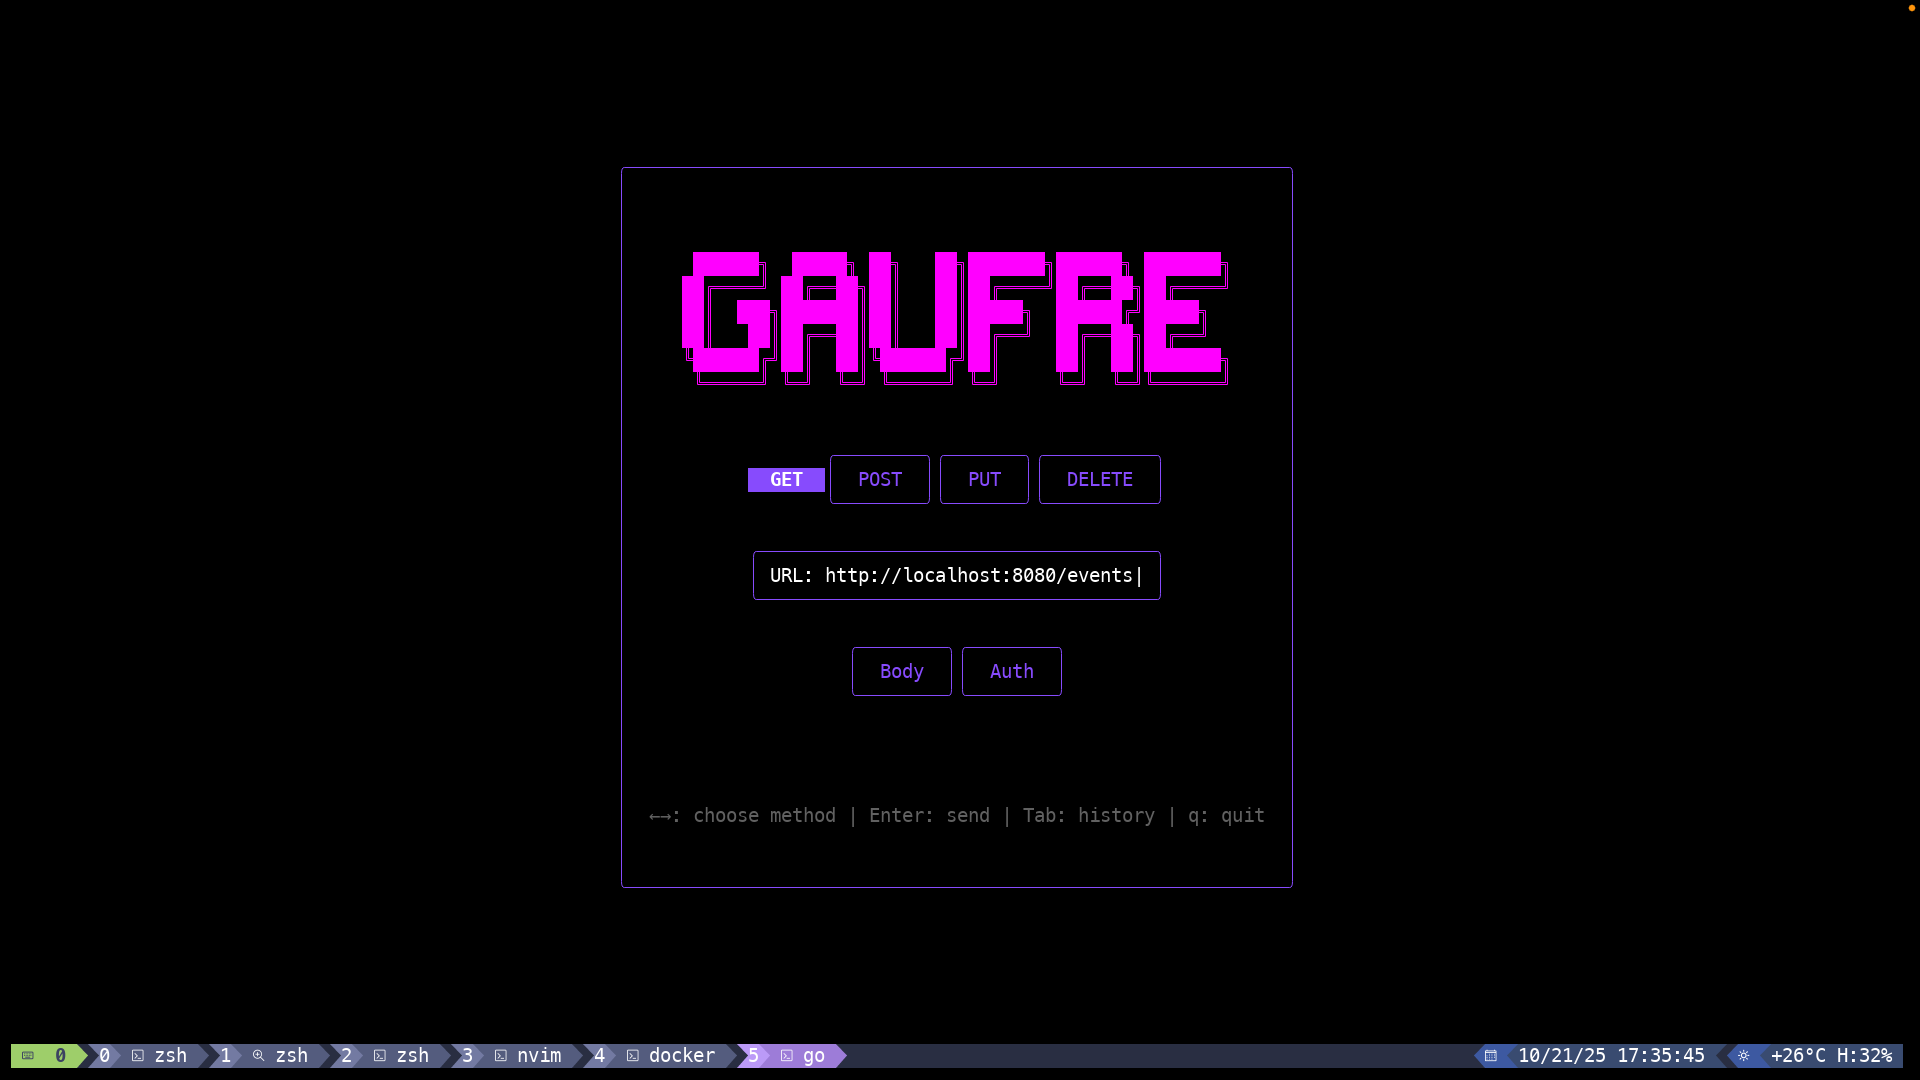 GAUFRE
GET POST PUT DELETE
URL: http://localhost:8080/events|
Body Auth
←→: choose method | Enter: send | Tab: history | q: quit
0 0 zsh 1 zsh 2 zsh 3 nvim 4 docker 5 go 10/21/25 17:35:45 +26°C H:32%